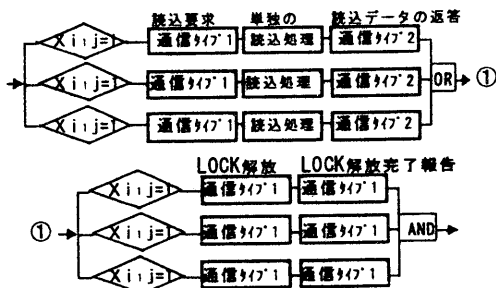 読込要求 単独の 読込データの返答
Xi,j=1 通信タイプ1 読込処理 通信タイプ2
Xi,j=1 通信タイプ1 読込処理 通信タイプ2 OR ①
Xi,j=1 通信タイプ1 読込処理 通信タイプ2
LOCK解放 LOCK解放完了報告
Xi,j=1 通信タイプ1 通信タイプ1
① Xi,j=1 通信タイプ1 通信タイプ1 AND
Xi,j=1 通信タイプ1 通信タイプ1